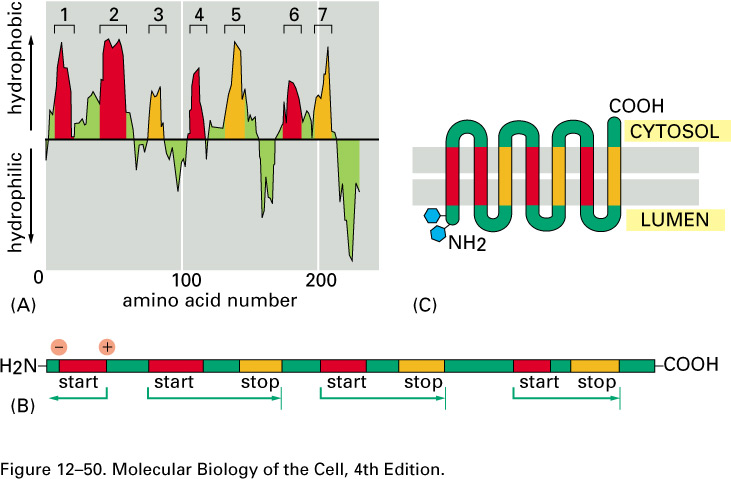 1 2 3 4 5 6 7
hydrophobic
hydrophilic
0 100 200
amino acid number
(A)
COOH
CYTOSOL
LUMEN
NH2
(C)
− +
H2N COOH
start start stop start stop start stop
(B)
Figure 12–50. Molecular Biology of the Cell, 4th Edition.